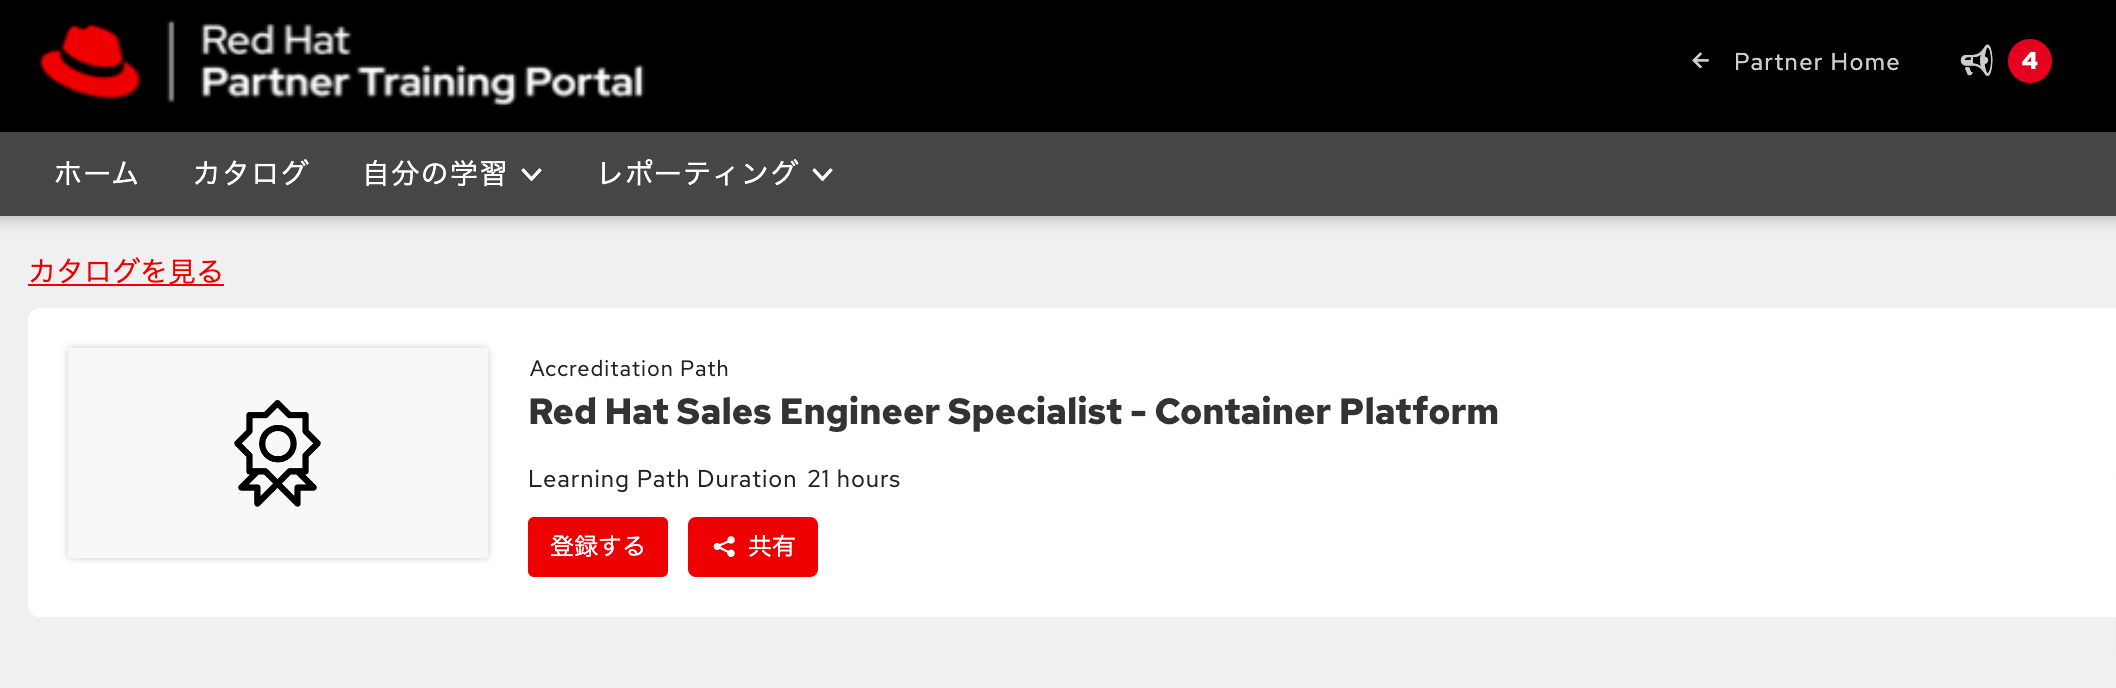 Red Hat
Partner Training Portal
Partner Home
4
ホーム カタログ 自分の学習 レポーティング
カタログを見る
Accreditation Path
Red Hat Sales Engineer Specialist - Container Platform
Learning Path Duration 21 hours
登録する 共有